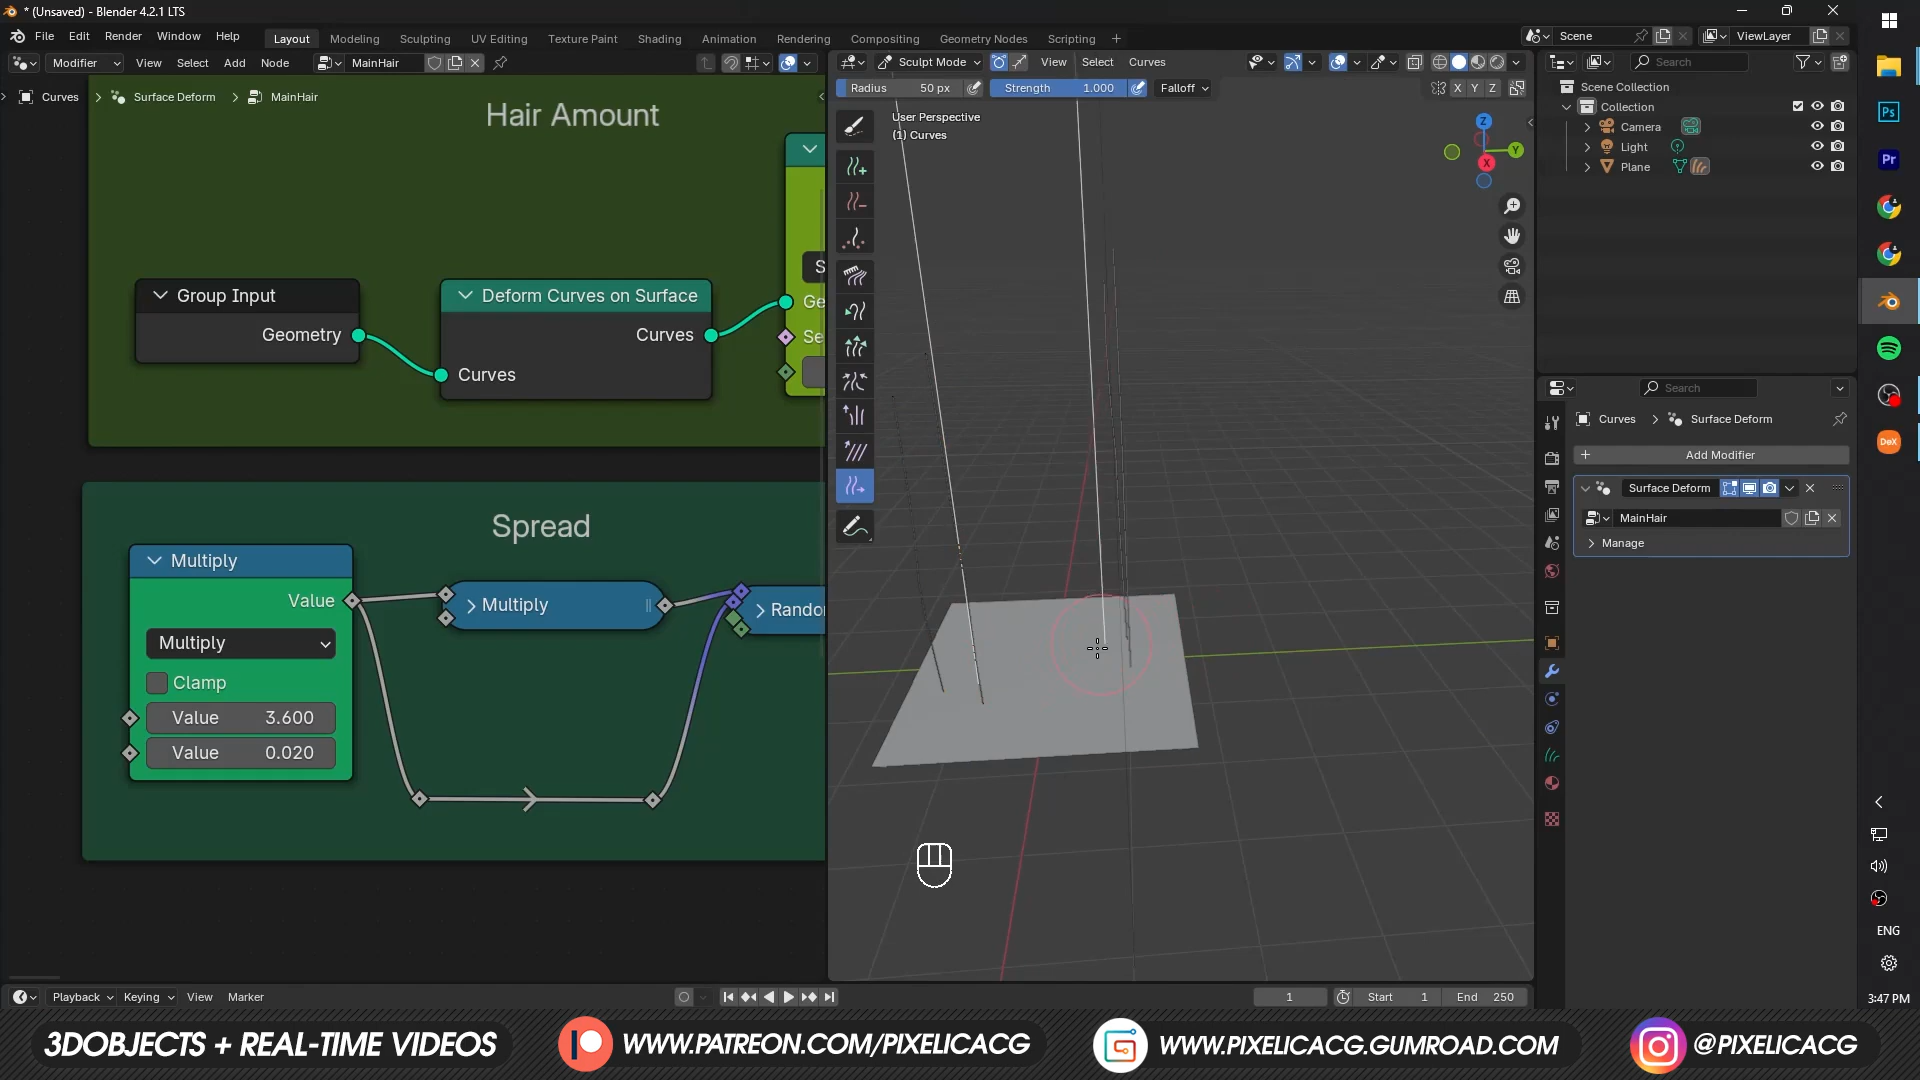 * (Unsaved) - Blender 4.2.1 LTS
File Edit Render Window Help
Layout Modeling Sculpting UV Editing Texture Paint Shading Animation Rendering Compositing Geometry Nodes Scripting +
Scene
ViewLayer
Modifier View Select Add Node MainHair
Sculpt Mode View Select Curves
Search
Radius 50 px Strength 1.000 Falloff X Y Z
Curves Surface Deform MainHair
Hair Amount
User Perspective
(1) Curves
Z
Y
X
Scene Collection
Collection
Camera
Light
Plane
Group Input
Geometry
Deform Curves on Surface
Curves
Curves
S
Ge
Se
Search
Curves Surface Deform
+ Add Modifier
Surface Deform
MainHair
Manage
Spread
Multiply
Value
Multiply
Clamp
Value 3.600
Value 0.020
Multiply
Rando
Ps
Pr
DeX
ENG
3:47 PM
Playback Keying View Marker
1
Start 1 End 250
3DOBJECTS + REAL-TIME VIDEOS
WWW.PATREON.COM/PIXELICACG
WWW.PIXELICACG.GUMROAD.COM
@PIXELICACG